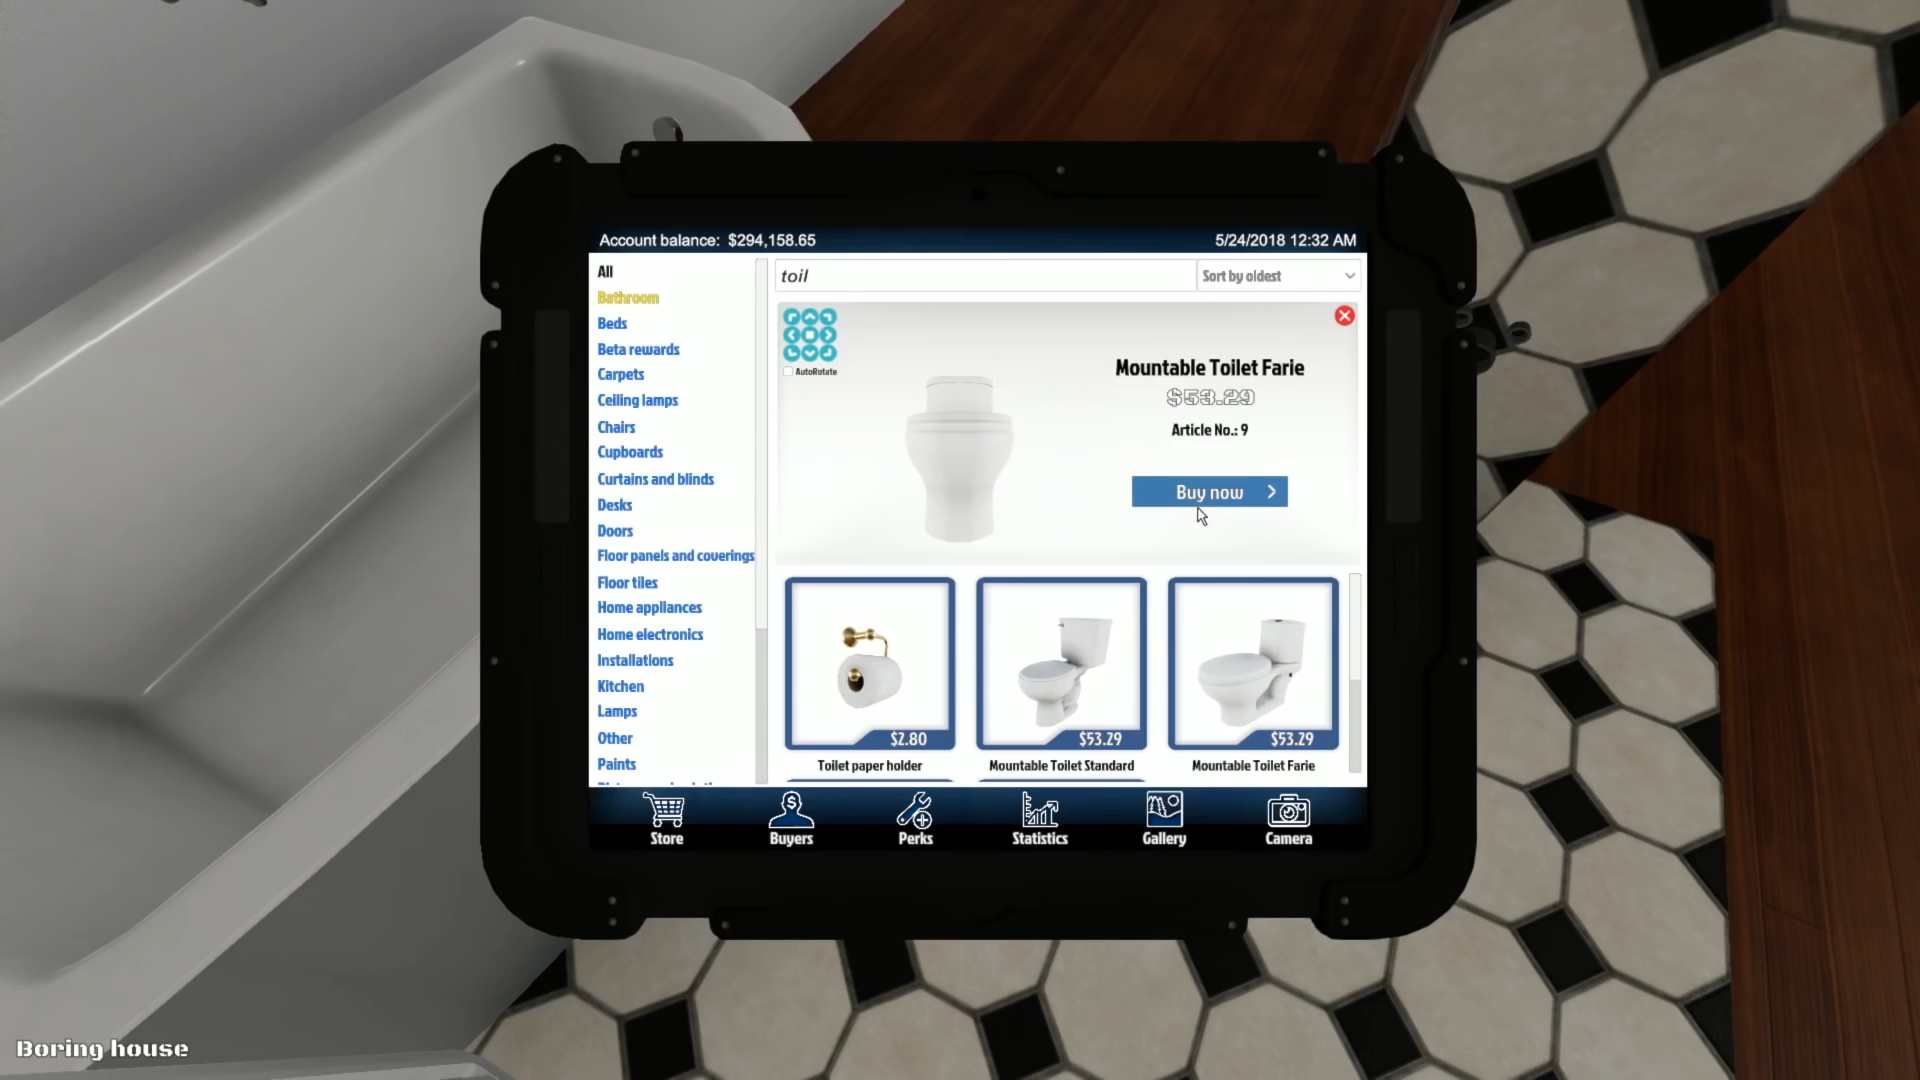 Account balance: $294,158.65
5/24/2018 12:32 AM
All
Bathroom
Beds
Beta rewards
Carpets
Ceiling lamps
Chairs
Cupboards
Curtains and blinds
Desks
Doors
Floor panels and coverings
Floor tiles
Home appliances
Home electronics
Installations
Kitchen
Lamps
Other
Paints
toil
Sort by oldest
AutoRotate
Mountable Toilet Farie
$53.29
Article No.: 9
Buy now
$2.80
$53.29
$53.29
Toilet paper holder
Mountable Toilet Standard
Mountable Toilet Farie
Store
Buyers
Perks
Statistics
Gallery
Camera
Boring house